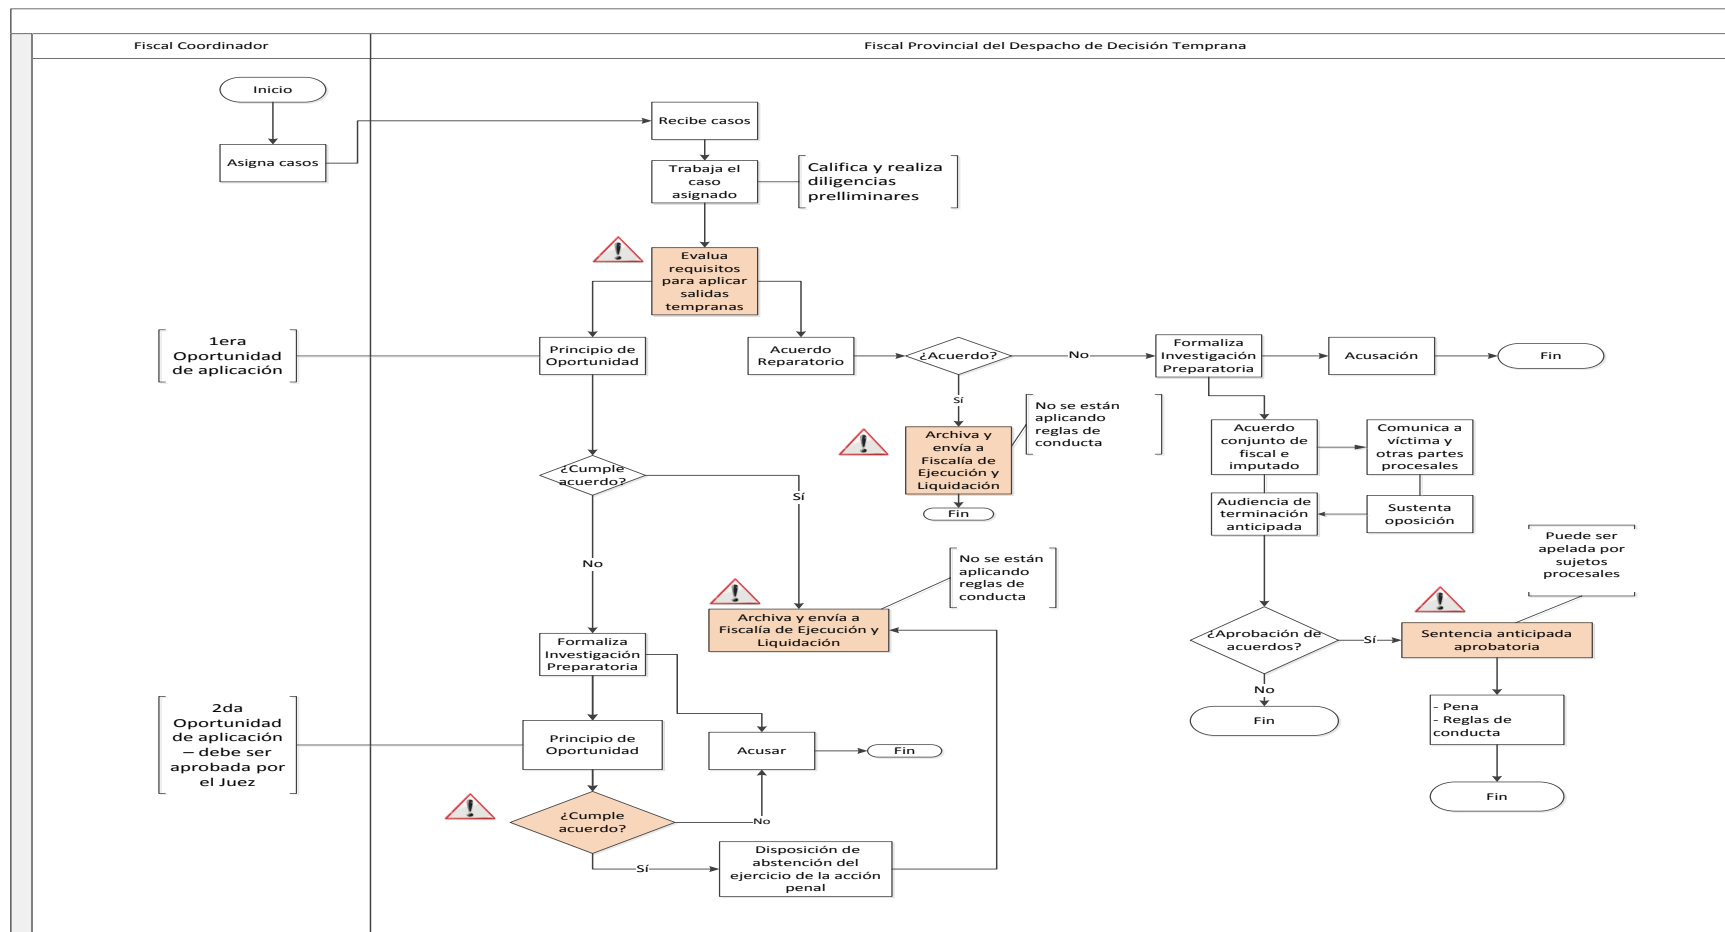 Fiscal Coordinador
Fiscal Provincial del Despacho de Decisión Temprana
Inicio
Asigna casos
Recibe casos
Trabaja el
caso
asignado
Califica y realiza
diligencias
prelliminares
Evalua
requisitos
para aplicar
salidas
tempranas
1era
Oportunidad
de aplicación
Principio de
Oportunidad
Acuerdo
Reparatorio
¿Acuerdo?
No
Formaliza
Investigación
Preparatoria
Acusación
Fin
Sí
No se están
aplicando
reglas de
conducta
Archiva y
envía a
Fiscalía de
Ejecución y
Liquidación
Fin
Acuerdo
conjunto de
fiscal e
imputado
Comunica a
víctima y
otras partes
procesales
Audiencia de
terminación
anticipada
Sustenta
oposición
¿Cumple
acuerdo?
Sí
No
No se están
aplicando
reglas de
conducta
Archiva y envía a
Fiscalía de Ejecución y
Liquidación
Puede ser
apelada por
sujetos
procesales
¿Aprobación de
acuerdos?
Sí
Sentencia anticipada
aprobatoria
No
Fin
- Pena
- Reglas de
conducta
Fin
Formaliza
Investigación
Preparatoria
2da
Oportunidad
de aplicación
– debe ser
aprobada por
el Juez
Principio de
Oportunidad
Acusar
Fin
¿Cumple
acuerdo?
No
Sí
Disposición de
abstención del
ejercicio de la acción
penal